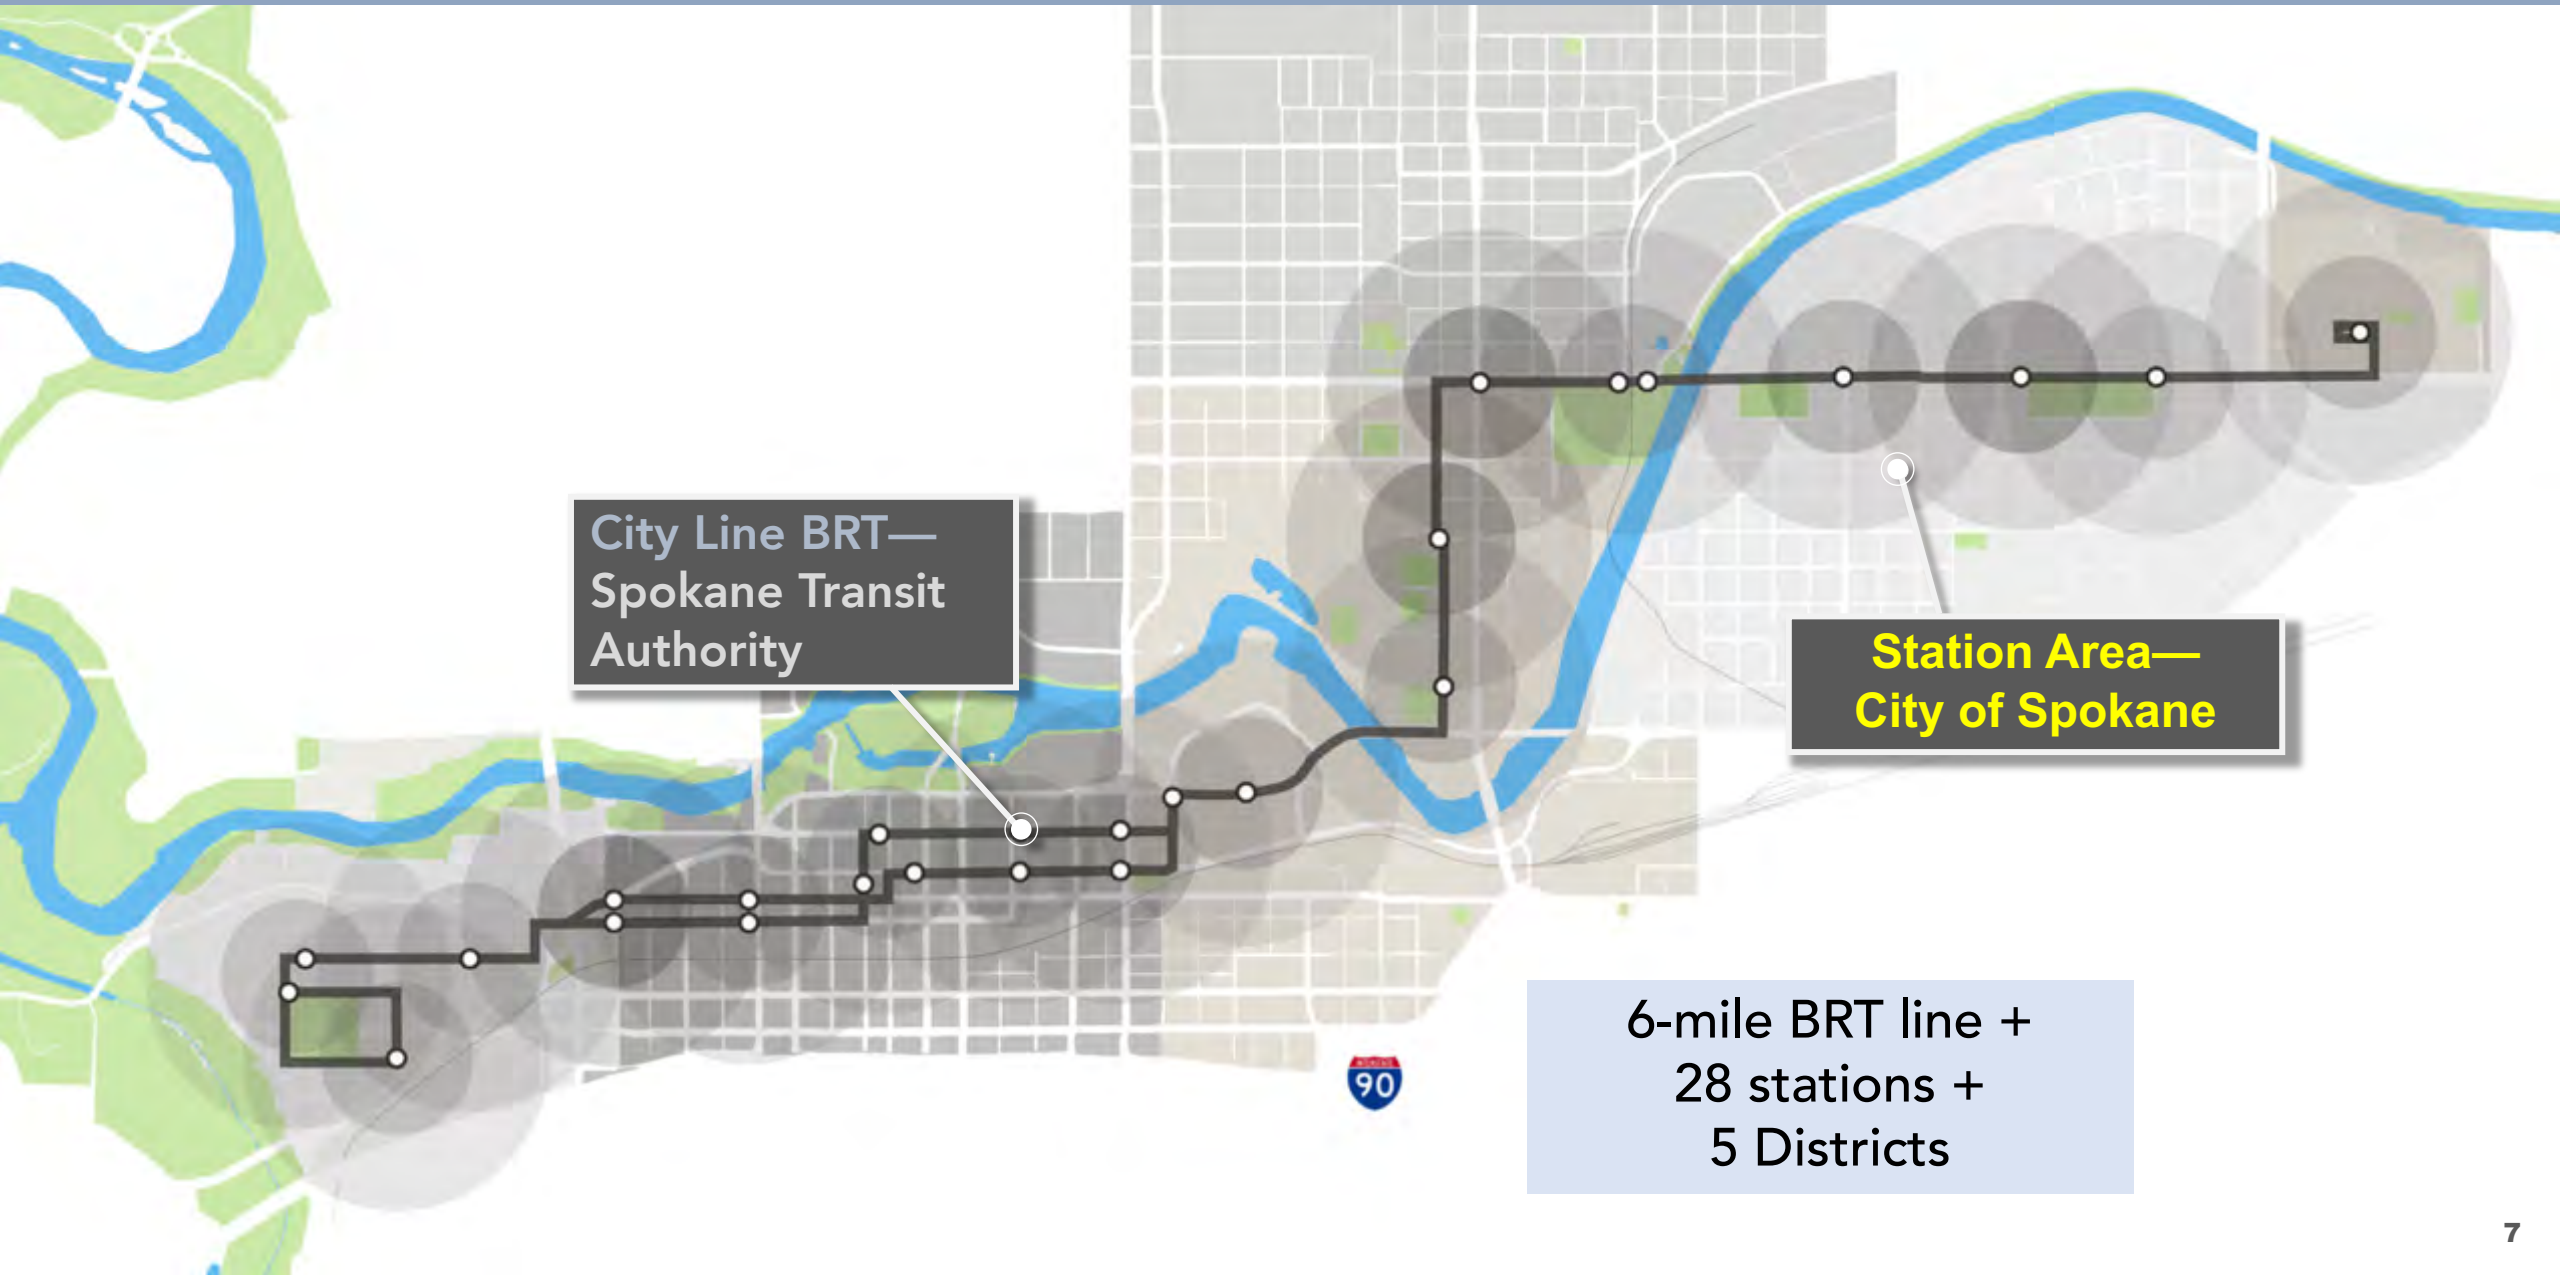 City Line BRT—
Spokane Transit
Authority
Station Area—
City of Spokane
90
6-mile BRT line +
28 stations +
5 Districts
7